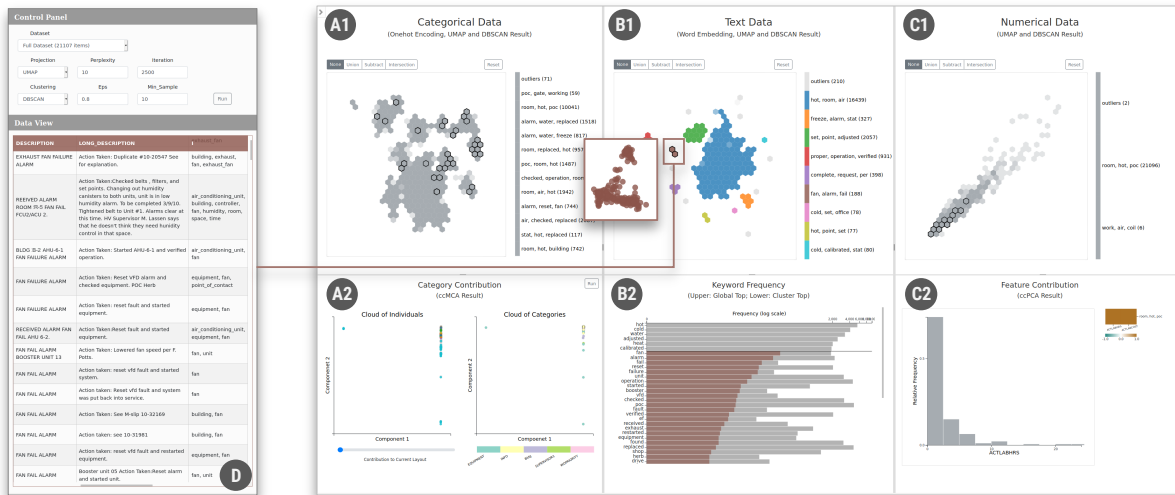 Control Panel
Dataset
Full Dataset (21107 items)
Projection Perplexity Iteration
UMAP 10 2500
Clustering Eps Min_Sample
DBSCAN 0.8 10 Run
Data View
DESCRIPTION LONG_DESCRIPTION
EXHAUST FAN FAILURE ALARM
Action Taken: Duplicate #10-20547 See for explanation.
building, exhaust, fan, exhaust_fan
REEIVED ALARM ROOM FAN FAIL FCU2/ACU 2.
Action Taken:Checked belts , filters, and set points. Changing out humidity canisters to both units, unit is in low humidity alarm. To be completed 3/9/10. Tightened belt to Unit #1. Alarms clear at this time. HV Supervisor M. Lassen says that he doesn't think they need humidity control in that space.
air_conditioning_unit, building, controller, fan, humidity, room, space, time
BLDG AHU-6-1 FAN FAILURE ALARM
Action Taken: Started AHU-6-1 and verified operation.
air_conditioning_unit, fan
FAN FAILURE ALARM
Action Taken: Reset VFD alarm and checked equipment. POC Herb
equipment, fan, point_of_contact
FAN FAILURE ALARM
Action Taken: reset fault and started equipment.
equipment, fan
RECEIVED ALARM FAN FAIL AHU 6-2.
Action Taken:Reset fault and started equipment.
air_conditioning_unit, equipment, fan
FAN FAIL ALARM BOOSTER UNIT 13
Action Taken: Lowered fan speed per F. Potts.
fan, unit
FAN FAIL ALARM
Action Taken: reset vfd fault and started system.
fan
FAN FAIL ALARM
Action taken: Reset vfd fault and system was put back into service.
fan
FAN FAIL ALARM
Action Taken: See M-slip 10-32169
building, fan
FAN FAIL ALARM
Action taken: see 10-31981
building, fan
FAN FAIL ALARM
Action taken: reset vfd fault and restarted equipment.
equipment, fan
FAN FAIL ALARM
Booster unit 05 Action Taken:Reset alarm and started unit.
fan, unit
D
A1
Categorical Data
(Onehot Encoding, UMAP and DBSCAN Result)
None Union Subtract Intersection Reset
outliers (71)
poc, gate, working (59)
room, hot, poc (10041)
alarm, water, replaced (1518)
alarm, water, freeze (817)
room, replaced, hot (957
poc, room, hot (1487)
checked, operation, room
room, air, hot (1942)
alarm, reset, fan (744)
air, checked, replaced
stat, hot, replaced (117)
room, hot, building (742)
B1
Text Data
(Word Embedding, UMAP and DBSCAN Result)
None Union Subtract Intersection Reset
outliers (210)
hot, room, air (16439)
freeze, alarm, stat (327)
set, point, adjusted (2057)
proper, operation, verified (931)
complete, request, per (398)
fan, alarm, fail (188)
cold, set, office (78)
hot, point, set (77)
cold, calibrated, stat (80)
C1
Numerical Data
(UMAP and DBSCAN Result)
None Union Subtract Intersection Reset
outliers (2)
room, hot, poc (21096)
work, air, coil (6)
A2
Category Contribution
(ccMCA Result)
Run
Cloud of Individuals
Cloud of Categories
Componenet 2
Component 2
Component 1
Compoenet 1
Contribution to Current Layout
B2
Keyword Frequency
(Upper: Global Top; Lower: Cluster Top)
Frequency (log scale)
hot
cold
water
adjusted
heat
calibrated
fan
alarm
fail
reset
failure
unit
operation
started
booster
vfd
checked
poc
fault
verified
ef
received
exhaust
restarted
equipment
found
replaced
shop
herb
drive
C2
Feature Contribution
(ccPCA Result)
Relative Frequency
ACTLABHRS
room, hot, poc